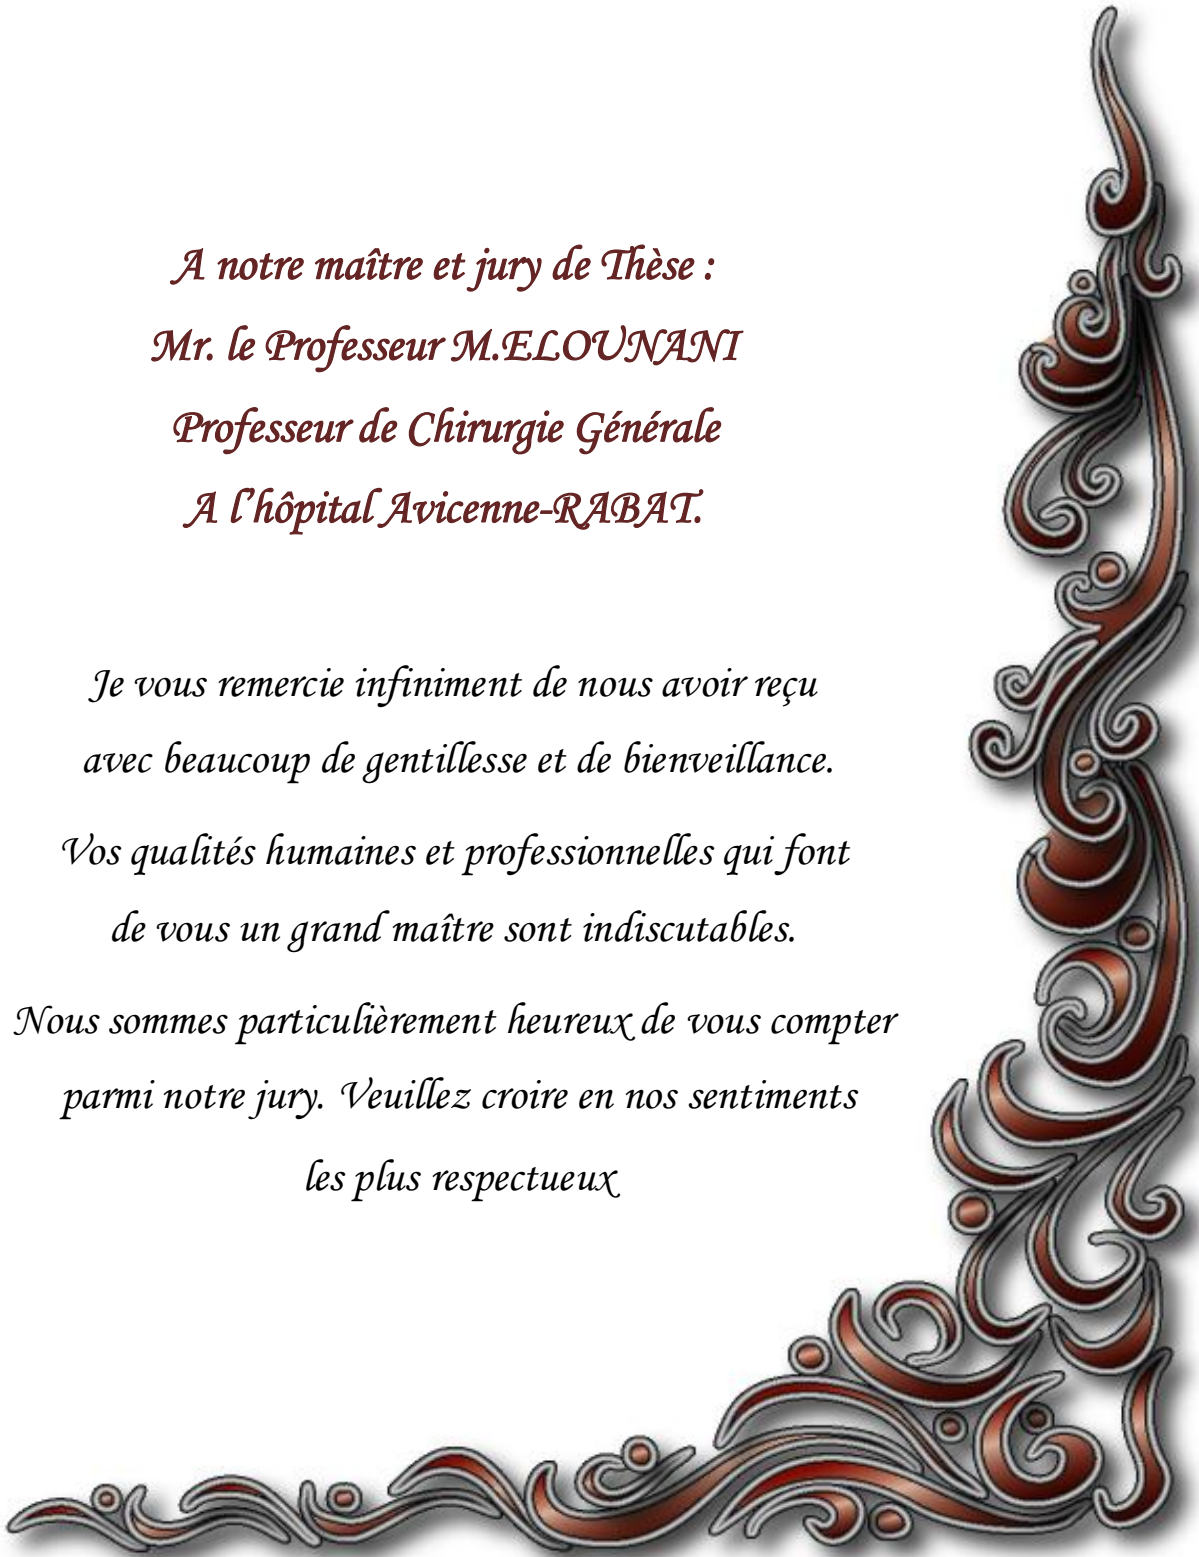 A notre maître et jury de Thèse :
Mr. le Professeur M.ELOUNANI
Professeur de Chirurgie Générale
A l’hôpital Avicenne-RABAT.
Je vous remercie infiniment de nous avoir reçu
avec beaucoup de gentillesse et de bienveillance.
Vos qualités humaines et professionnelles qui font
de vous un grand maître sont indiscutables.
Nous sommes particulièrement heureux de vous compter
parmi notre jury. Veuillez croire en nos sentiments
les plus respectueux